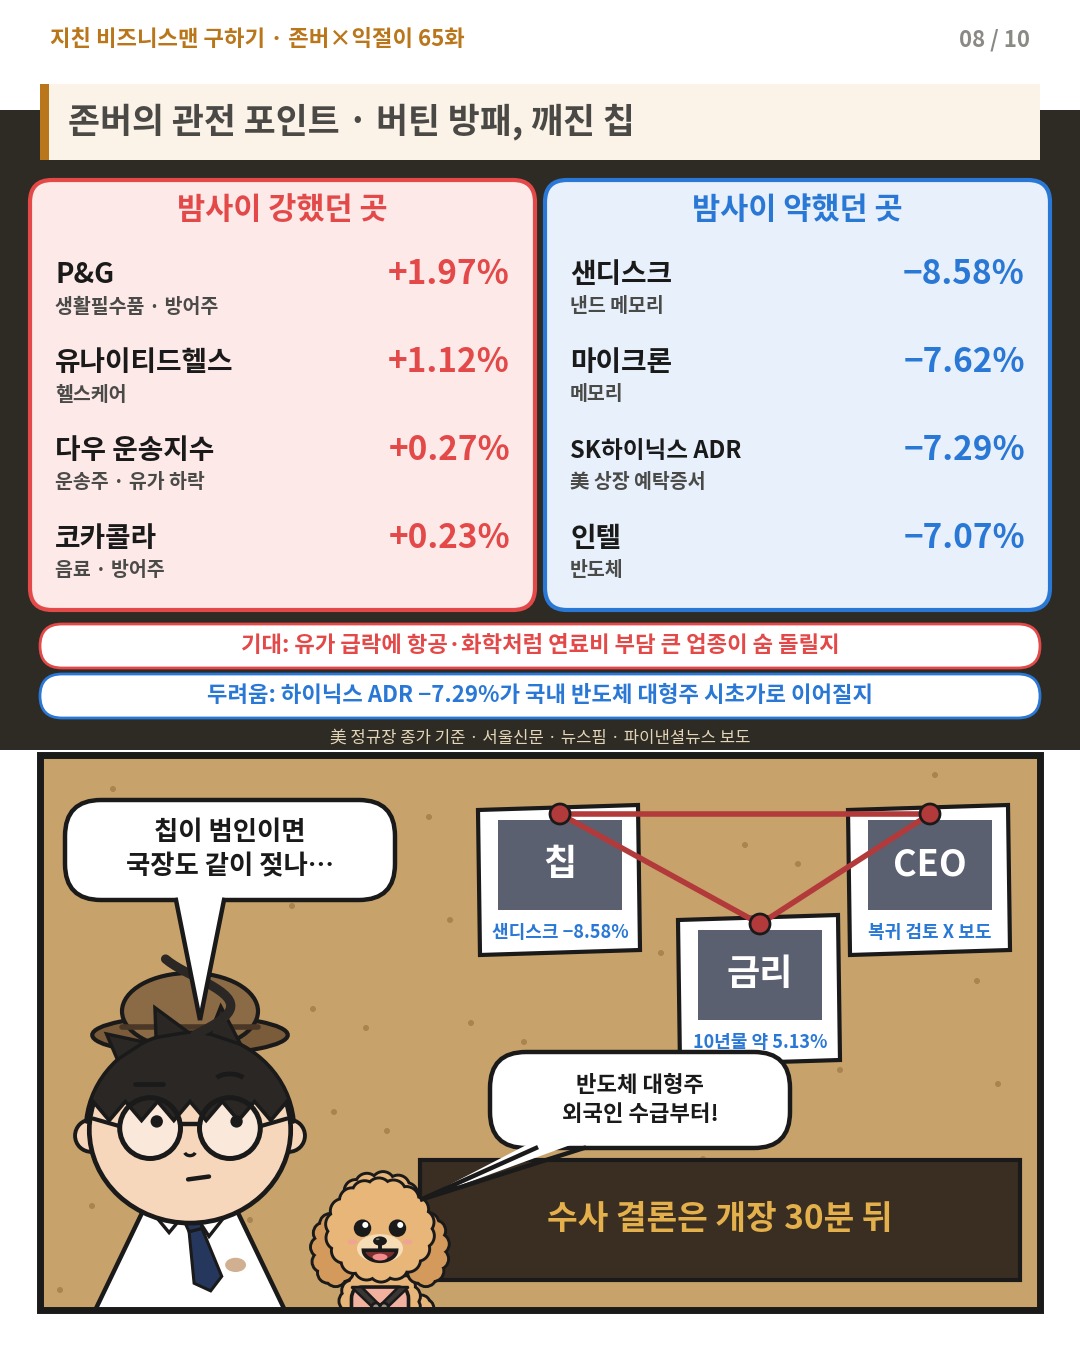 지친 비즈니스맨 구하기 · 존버×익절이 65화
08 / 10
존버의 관전 포인트 · 버틴 방패, 깨진 칩
밤사이 강했던 곳
P&G +1.97%
생활필수품 · 방어주
유나이티드헬스 +1.12%
헬스케어
다우 운송지수 +0.27%
운송주 · 유가 하락
코카콜라 +0.23%
음료 · 방어주
밤사이 약했던 곳
샌디스크 −8.58%
낸드 메모리
마이크론 −7.62%
메모리
SK하이닉스 ADR −7.29%
美 상장 예탁증서
인텔 −7.07%
반도체
기대: 유가 급락에 항공·화학처럼 연료비 부담 큰 업종이 숨 돌릴지
두려움: 하이닉스 ADR −7.29%가 국내 반도체 대형주 시초가로 이어질지
美 정규장 종가 기준 · 서울신문 · 뉴스핌 · 파이낸셜뉴스 보도
칩이 범인이면
국장도 같이 젖나…
칩
샌디스크 −8.58%
CEO
복귀 검토 X 보도
금리
10년물 약 5.13%
반도체 대형주
외국인 수급부터!
수사 결론은 개장 30분 뒤